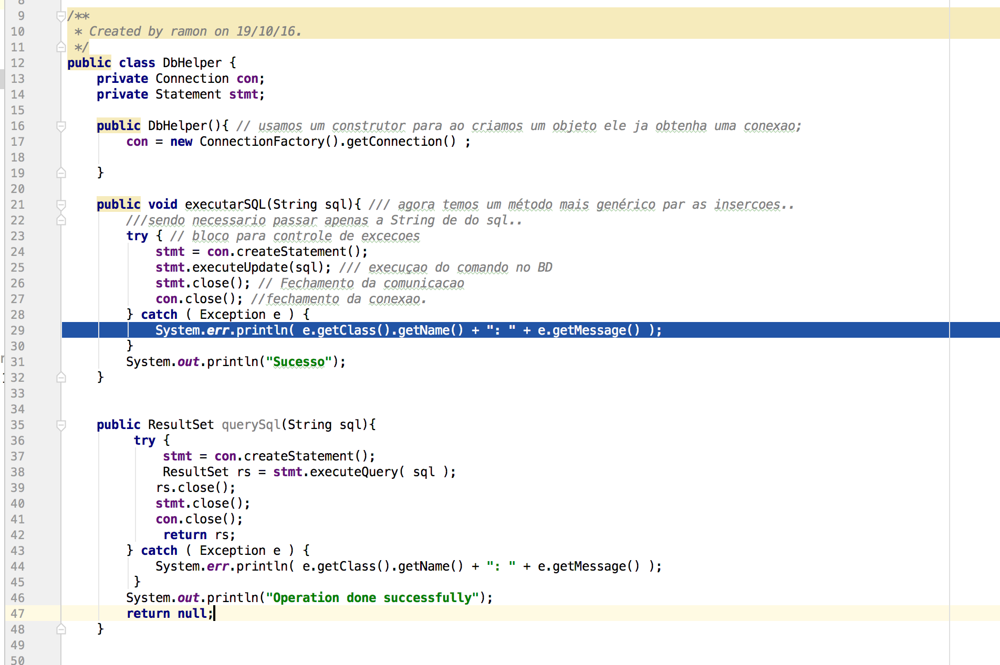 8
9 /**
10 * Created by ramon on 19/10/16.
11 */
12 public class DbHelper {
13 private Connection con;
14 private Statement stmt;
15
16 public DbHelper(){ // usamos um construtor para ao criamos um objeto ele ja obtenha uma conexao;
17 con = new ConnectionFactory().getConnection() ;
18
19 }
20
21 public void executarSQL(String sql){ /// agora temos um método mais genérico par as insercoes..
22 ///sendo necessario passar apenas a String de do sql..
23 try { // bloco para controle de excecoes
24 stmt = con.createStatement();
25 stmt.executeUpdate(sql); /// execuçao do comando no BD
26 stmt.close(); // Fechamento da comunicacao
27 con.close(); //fechamento da conexao.
28 } catch ( Exception e ) {
29 System.err.println( e.getClass().getName() + ": " + e.getMessage() );
30 }
31 System.out.println("Sucesso");
32 }
33
34
35 public ResultSet querySql(String sql){
36 try {
37 stmt = con.createStatement();
38 ResultSet rs = stmt.executeQuery( sql );
39 rs.close();
40 stmt.close();
41 con.close();
42 return rs;
43 } catch ( Exception e ) {
44 System.err.println( e.getClass().getName() + ": " + e.getMessage() );
45 }
46 System.out.println("Operation done successfully");
47 return null;
48 }
49
50